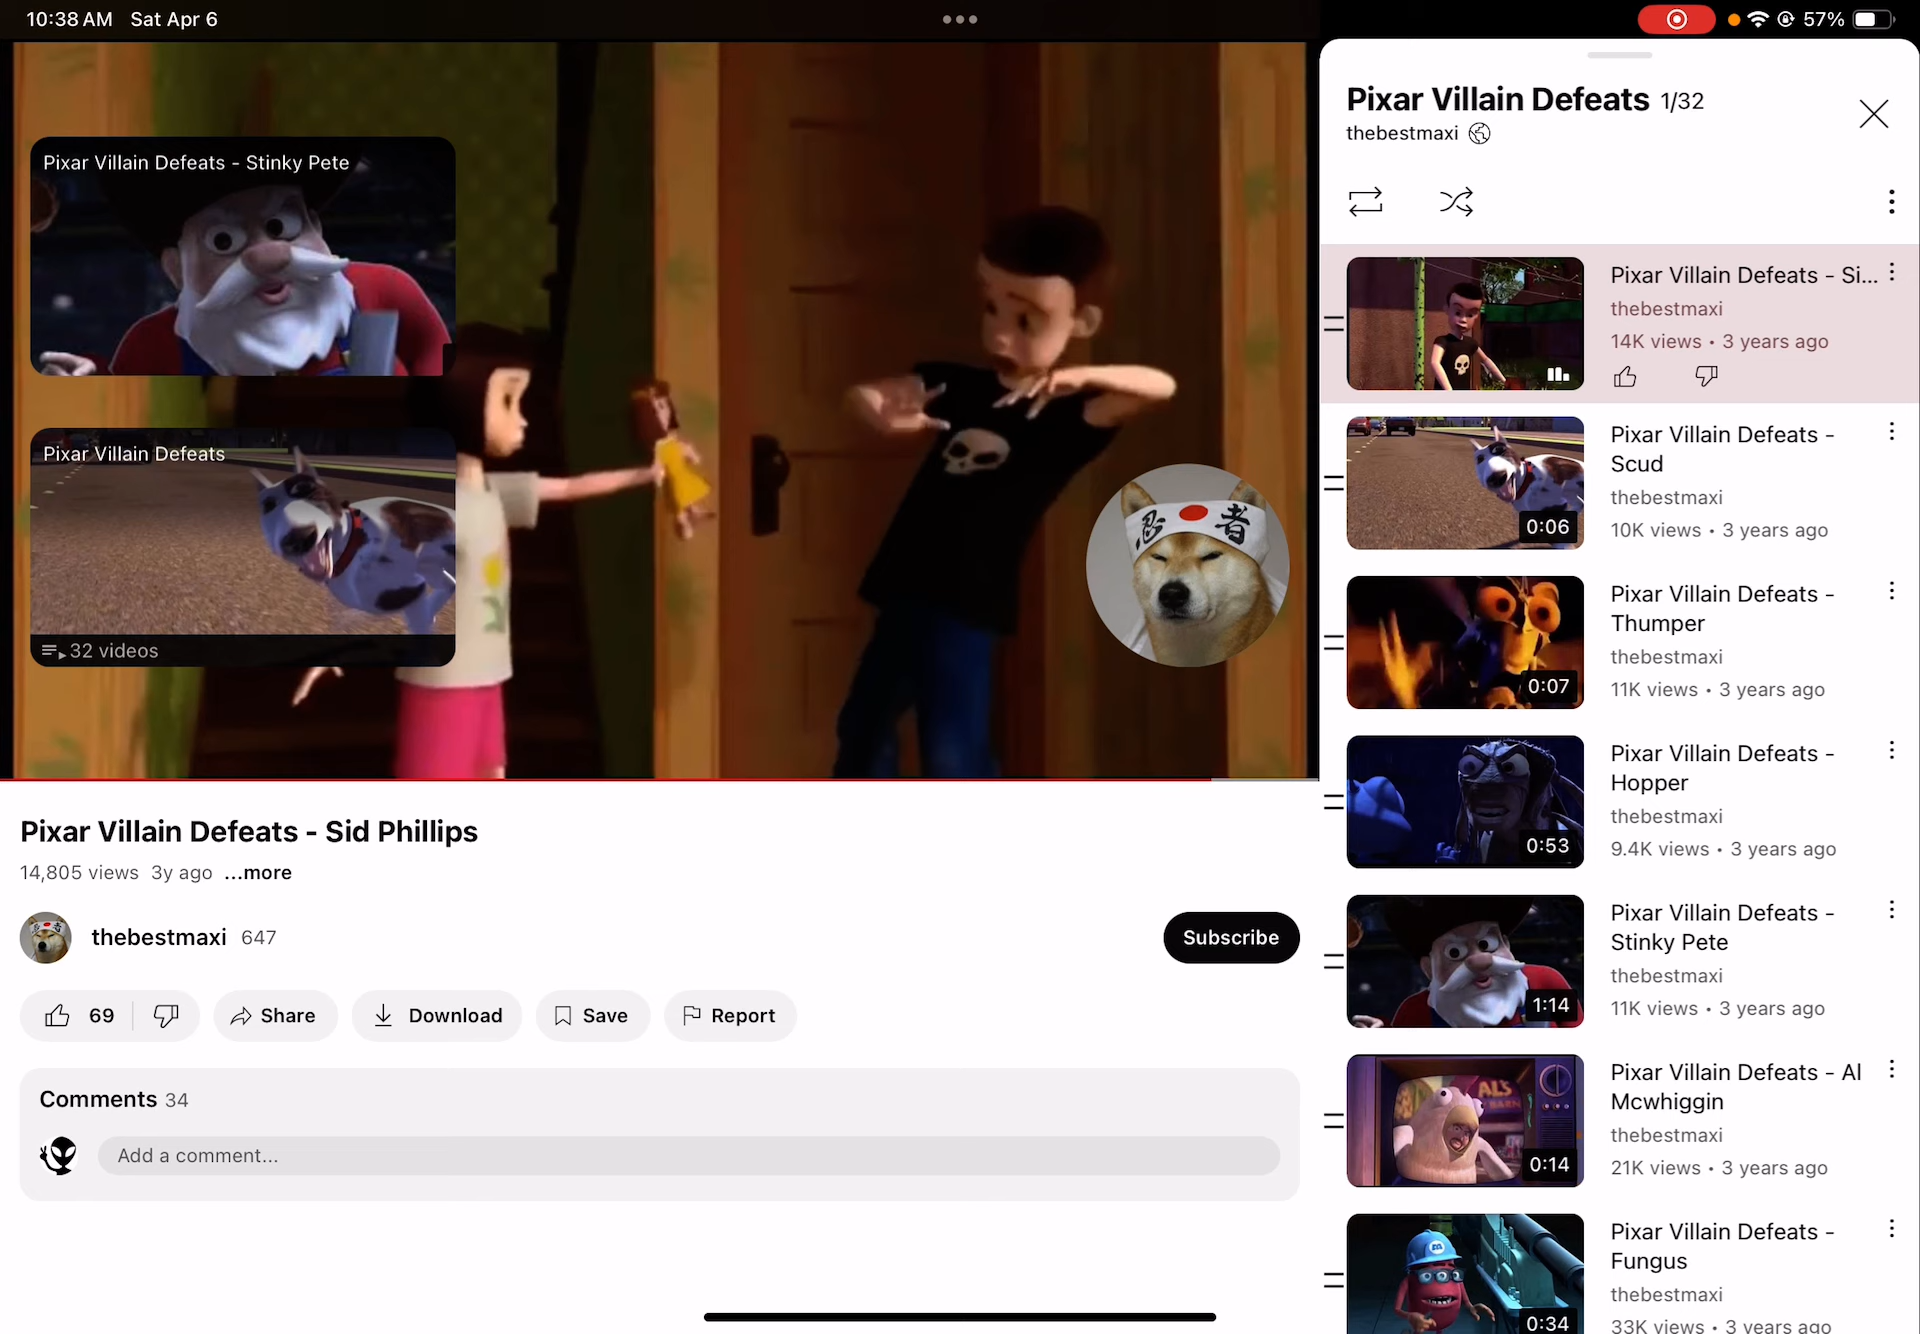 10:38 AM Sat Apr 6
57%
Pixar Villain Defeats - Stinky Pete
Pixar Villain Defeats
32 videos
忍者
Pixar Villain Defeats - Sid Phillips
14,805 views 3y ago ...more
thebestmaxi 647
Subscribe
69
Share
Download
Save
Report
Comments 34
Add a comment...
Pixar Villain Defeats 1/32
thebestmaxi
Pixar Villain Defeats - Si...
thebestmaxi
14K views • 3 years ago
Pixar Villain Defeats -
Scud
thebestmaxi
10K views • 3 years ago
0:06
Pixar Villain Defeats -
Thumper
thebestmaxi
11K views • 3 years ago
0:07
Pixar Villain Defeats -
Hopper
thebestmaxi
9.4K views • 3 years ago
0:53
Pixar Villain Defeats -
Stinky Pete
thebestmaxi
11K views • 3 years ago
1:14
Pixar Villain Defeats - Al
Mcwhiggin
thebestmaxi
21K views • 3 years ago
AL'S
BARN
0:14
Pixar Villain Defeats -
Fungus
thebestmaxi
33K views • 3 years ago
0:34